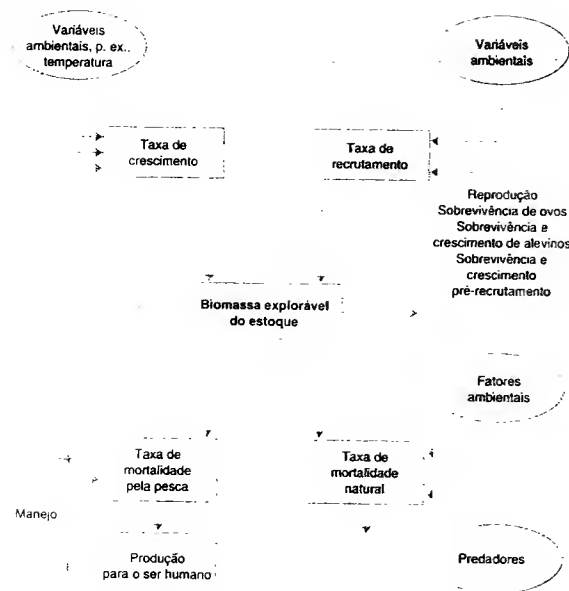 Variáveis
ambientais, p. ex..
temperatura
Variáveis
ambientais
Taxa de
crescimento
Taxa de
recrutamento
Reprodução
Sobrevivência de ovos
Sobrevivência e
crescimento de alevinos
Sobrevivência e
crescimento
pré-recrutamento
Biomassa explorável
do estoque
Fatores
ambientais
Taxa de
mortalidade
pela pesca
Taxa de
mortalidade
natural
Manejo
Produção
para o ser humano
Predadores